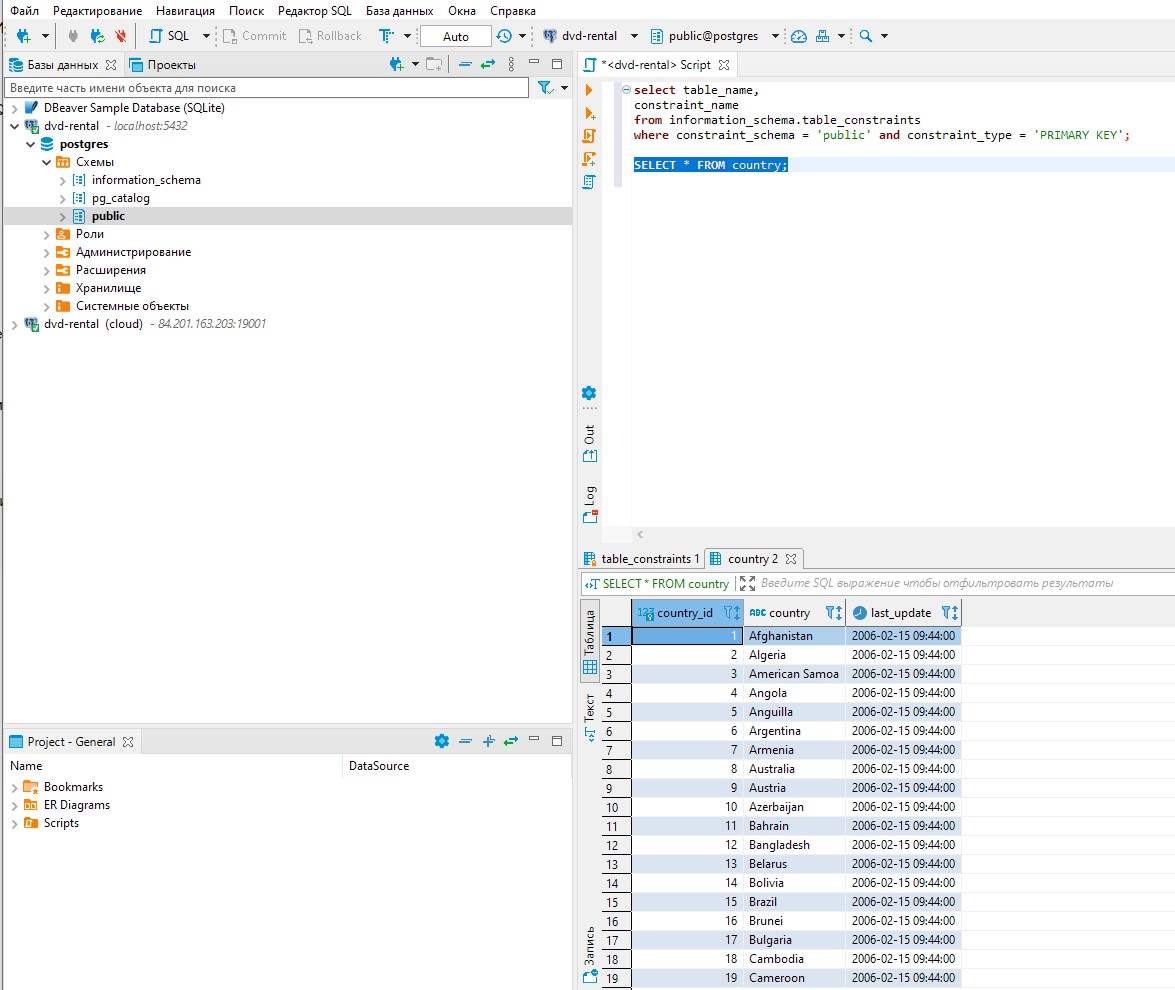 Файл Редактирование Навигация Поиск Редактор SQL База данных Окна Справка
SQL Commit Rollback Auto dvd-rental public@postgres
Базы данных Проекты
Введите часть имени объекта для поиска
DBeaver Sample Database (SQLite)
dvd-rental - localhost:5432
postgres
Схемы
information_schema
pg_catalog
public
Роли
Администрирование
Расширения
Хранилище
Системные объекты
dvd-rental (cloud) - 84.201.163.203:19001
Project - General
Name DataSource
Bookmarks
ER Diagrams
Scripts
*<dvd-rental> Script
select table_name,
constraint_name
from information_schema.table_constraints
where constraint_schema = 'public' and constraint_type = 'PRIMARY KEY';
SELECT * FROM country;
Out
Log
table_constraints 1 country 2
SELECT * FROM country Введите SQL выражение чтобы отфильтровать результаты
Таблица
Текст
Запись
123 country_id ABC country last_update
1 1 Afghanistan 2006-02-15 09:44:00
2 2 Algeria 2006-02-15 09:44:00
3 3 American Samoa 2006-02-15 09:44:00
4 4 Angola 2006-02-15 09:44:00
5 5 Anguilla 2006-02-15 09:44:00
6 6 Argentina 2006-02-15 09:44:00
7 7 Armenia 2006-02-15 09:44:00
8 8 Australia 2006-02-15 09:44:00
9 9 Austria 2006-02-15 09:44:00
10 10 Azerbaijan 2006-02-15 09:44:00
11 11 Bahrain 2006-02-15 09:44:00
12 12 Bangladesh 2006-02-15 09:44:00
13 13 Belarus 2006-02-15 09:44:00
14 14 Bolivia 2006-02-15 09:44:00
15 15 Brazil 2006-02-15 09:44:00
16 16 Brunei 2006-02-15 09:44:00
17 17 Bulgaria 2006-02-15 09:44:00
18 18 Cambodia 2006-02-15 09:44:00
19 19 Cameroon 2006-02-15 09:44:00